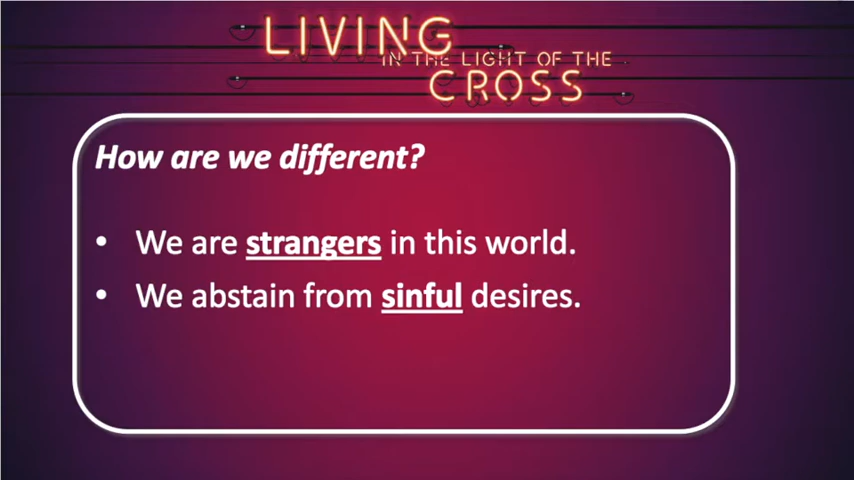 LIVING
IN THE LIGHT OF THE
CROSS
How are we different?
• We are strangers in this world.
• We abstain from sinful desires.